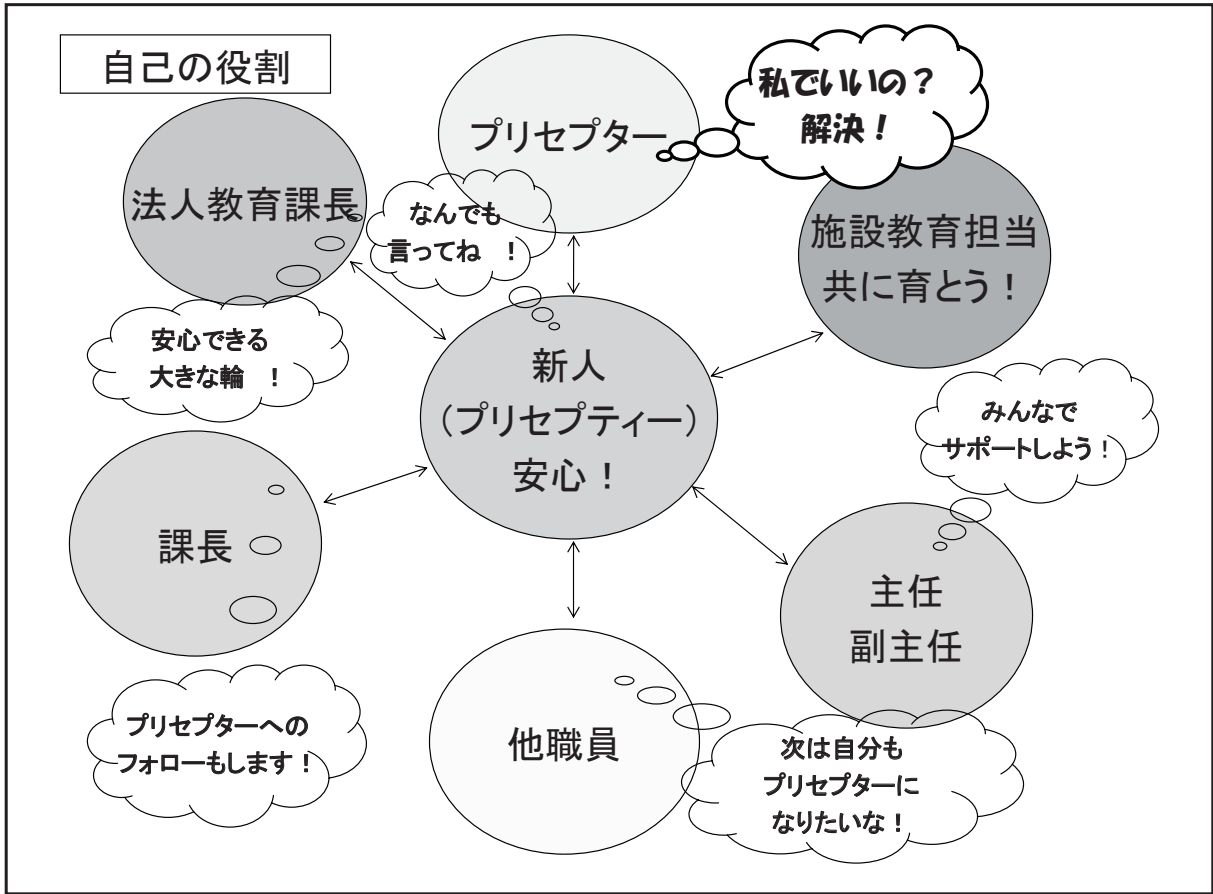 自己の役割
プリセプター
私でいいの？
解決！
法人教育課長
なんでも
言ってね　！
施設教育担当
共に育とう！
安心できる
大きな輪　！
新人
（プリセプティー）
安心！
みんなで
サポートしよう！
課長
主任
副主任
プリセプターへの
フォローもします！
他職員
次は自分も
プリセプターに
なりたいな！